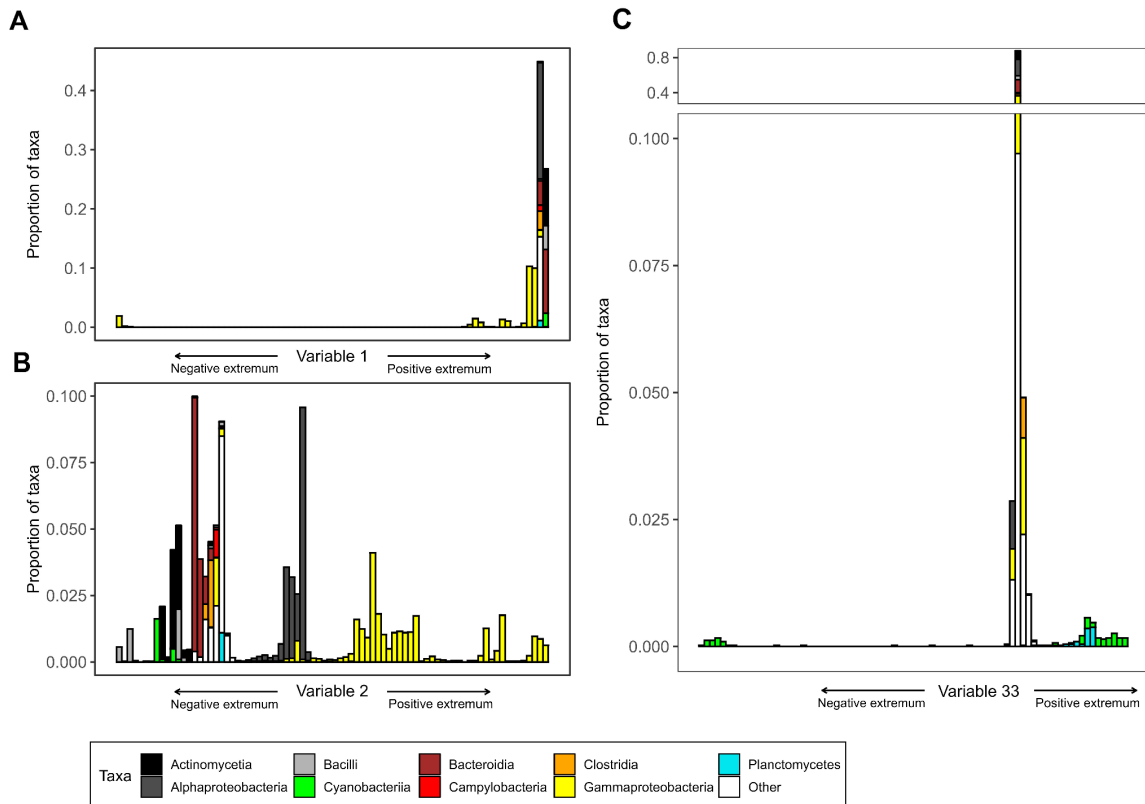 A
Proportion of taxa
0.4
0.3
0.2
0.1
0.0
Variable 1
Negative extremum
Positive extremum
B
Proportion of taxa
0.100
0.075
0.050
0.025
0.000
Variable 2
Negative extremum
Positive extremum
C
Proportion of taxa
0.8
0.4
0.100
0.075
0.050
0.025
0.000
Variable 33
Negative extremum
Positive extremum
Taxa
Actinomycetia
Bacilli
Bacteroidia
Clostridia
Planctomycetes
Alphaproteobacteria
Cyanobacteriia
Campylobacteria
Gammaproteobacteria
Other